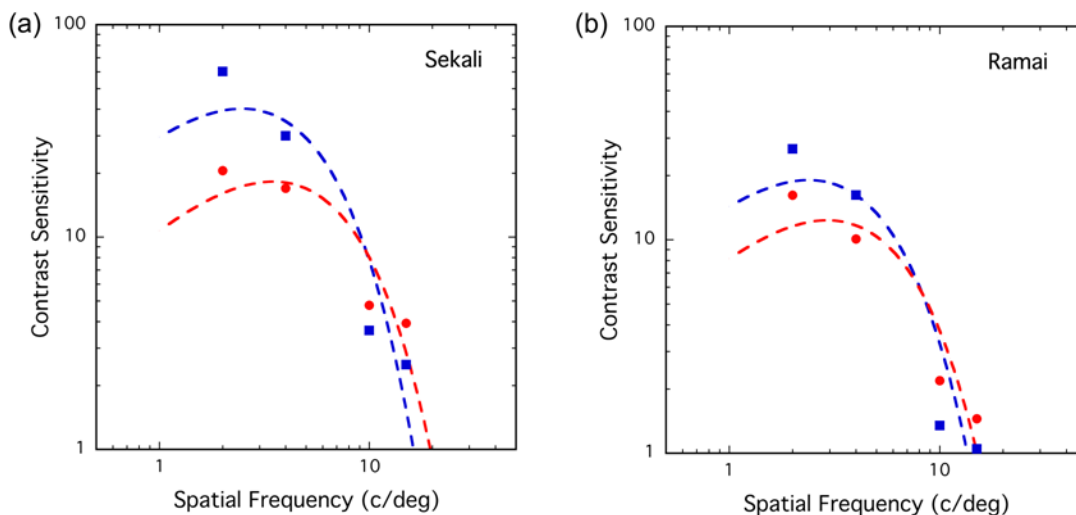 (a)
Sekali
100
10
1
Contrast Sensitivity
1
10
Spatial Frequency (c/deg)
(b)
Ramai
100
10
1
Contrast Sensitivity
1
10
Spatial Frequency (c/deg)